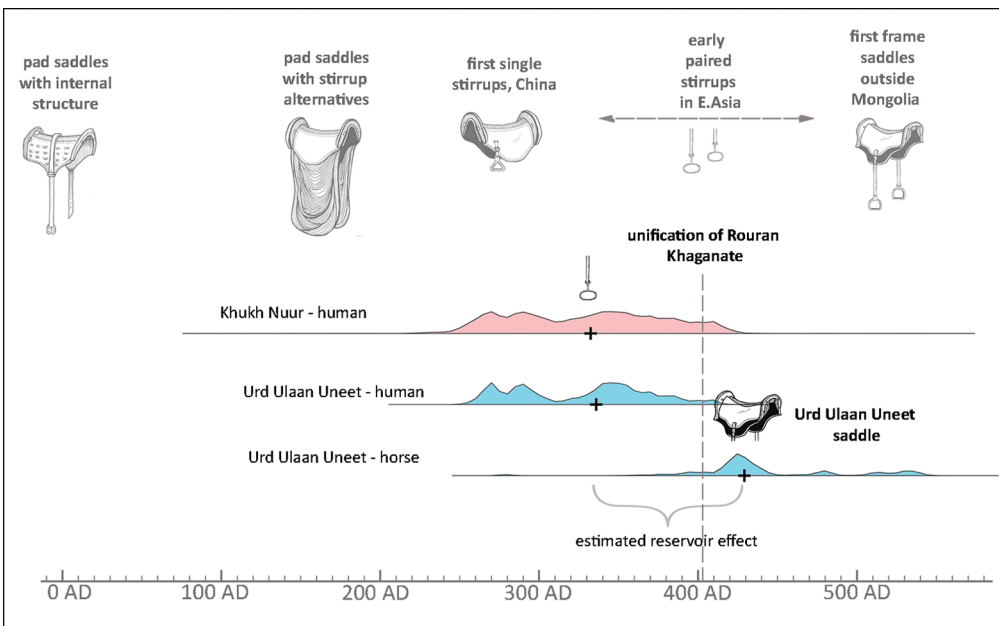 pad saddles
with internal
structure
pad saddles
with stirrup
alternatives
first single
stirrups, China
early
paired
stirrups
in E.Asia
first frame
saddles
outside
Mongolia
unification of Rouran
Khaganate
Khukh Nuur - human
Urd Ulaan Uneet - human
Urd Ulaan Uneet
saddle
Urd Ulaan Uneet - horse
estimated reservoir effect
0 AD 100 AD 200 AD 300 AD 400 AD 500 AD